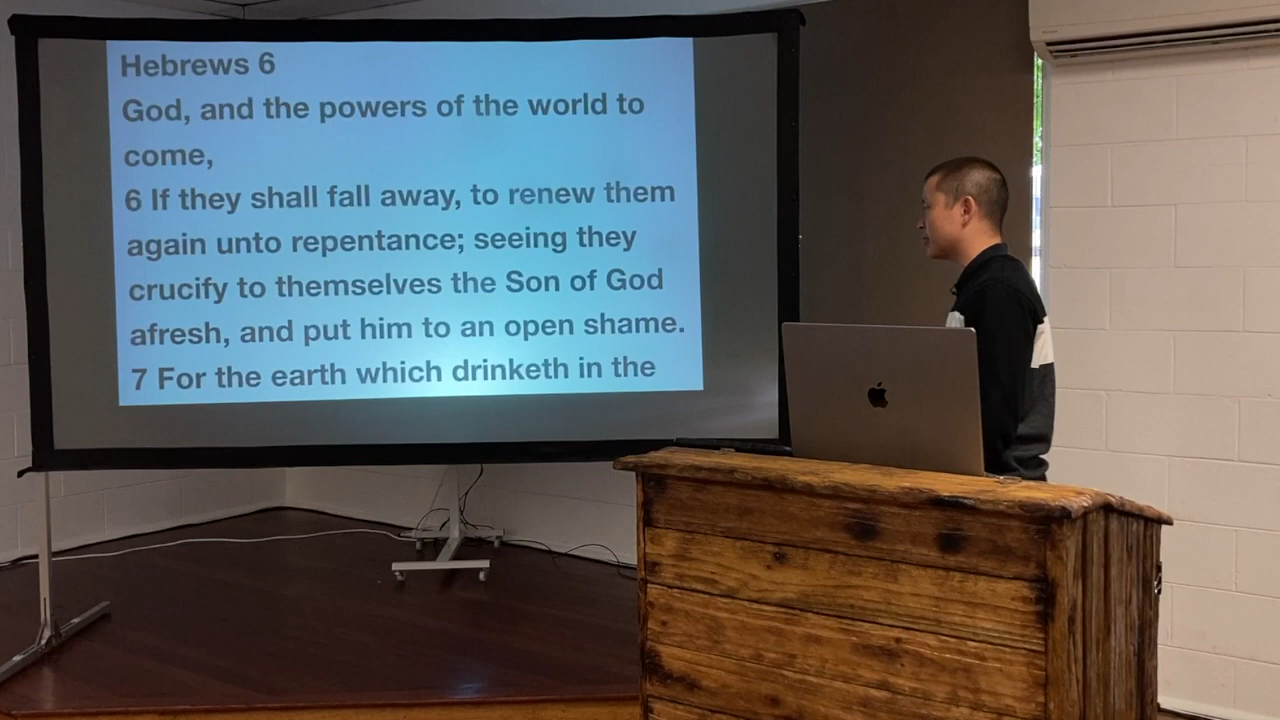 Hebrews 6
God, and the powers of the world to
come,
6 If they shall fall away, to renew them
again unto repentance; seeing they
crucify to themselves the Son of God
afresh, and put him to an open shame.
7 For the earth which drinketh in the